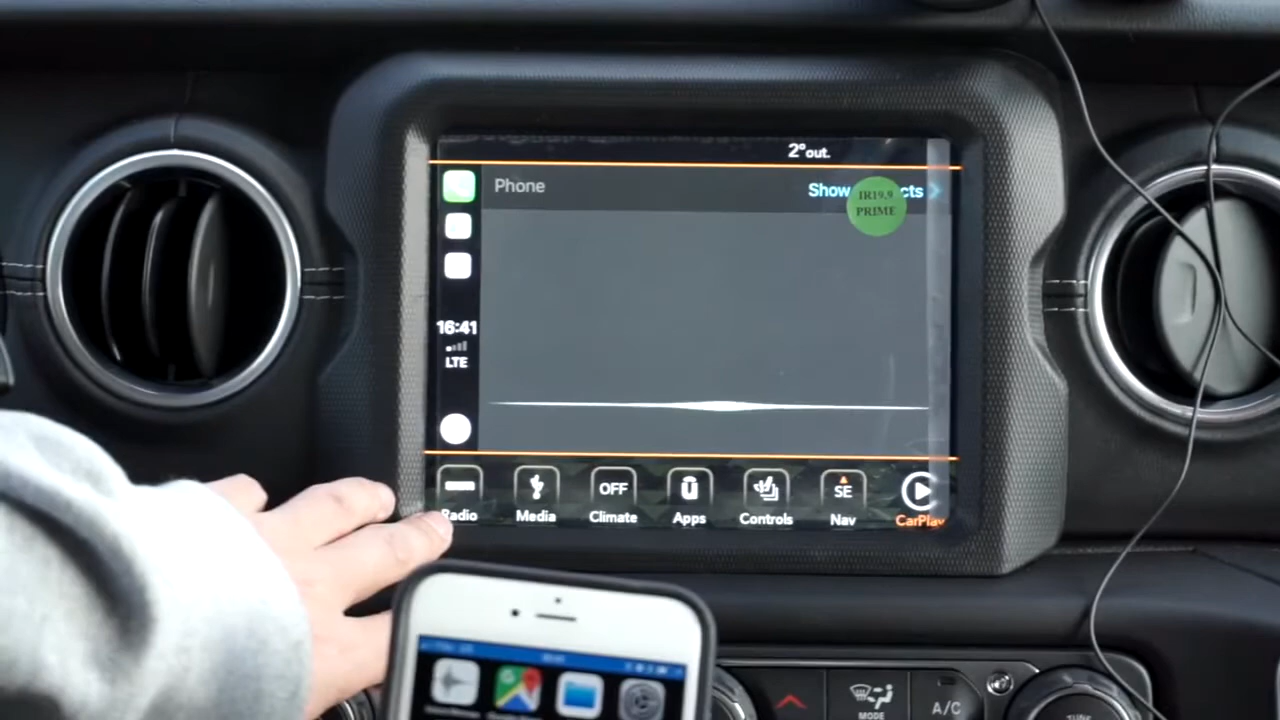 2° out.
Phone
Show
cts
IR19.9
PRIME
16:41
LTE
Radio
Media
OFF
Climate
Apps
Controls
SE
Nav
CarPlay
MODE
A/C